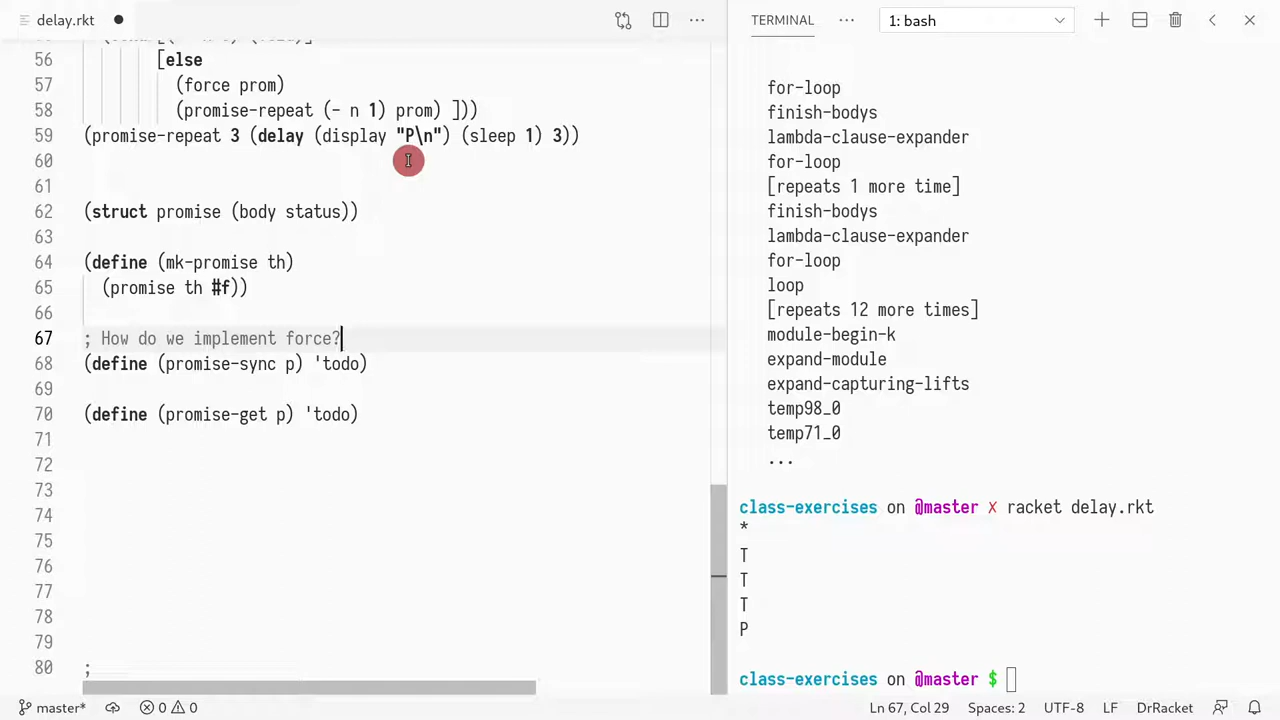 delay.rkt
TERMINAL
1: bash
56 [else
57 (force prom)
58 (promise-repeat (- n 1) prom) ]))
59 (promise-repeat 3 (delay (display "P\n") (sleep 1) 3))
60
61
62 (struct promise (body status))
63
64 (define (mk-promise th)
65 (promise th #f))
66
67 ; How do we implement force?
68 (define (promise-sync p) 'todo)
69
70 (define (promise-get p) 'todo)
71
72
73
74
75
76
77
78
79
80 ;
for-loop
finish-bodys
lambda-clause-expander
for-loop
[repeats 1 more time]
finish-bodys
lambda-clause-expander
for-loop
loop
[repeats 12 more times]
module-begin-k
expand-module
expand-capturing-lifts
temp98_0
temp71_0
...
class-exercises on @master X racket delay.rkt
*
T
T
T
P
class-exercises on @master $
master* 0 0 Ln 67, Col 29 Spaces: 2 UTF-8 LF DrRacket